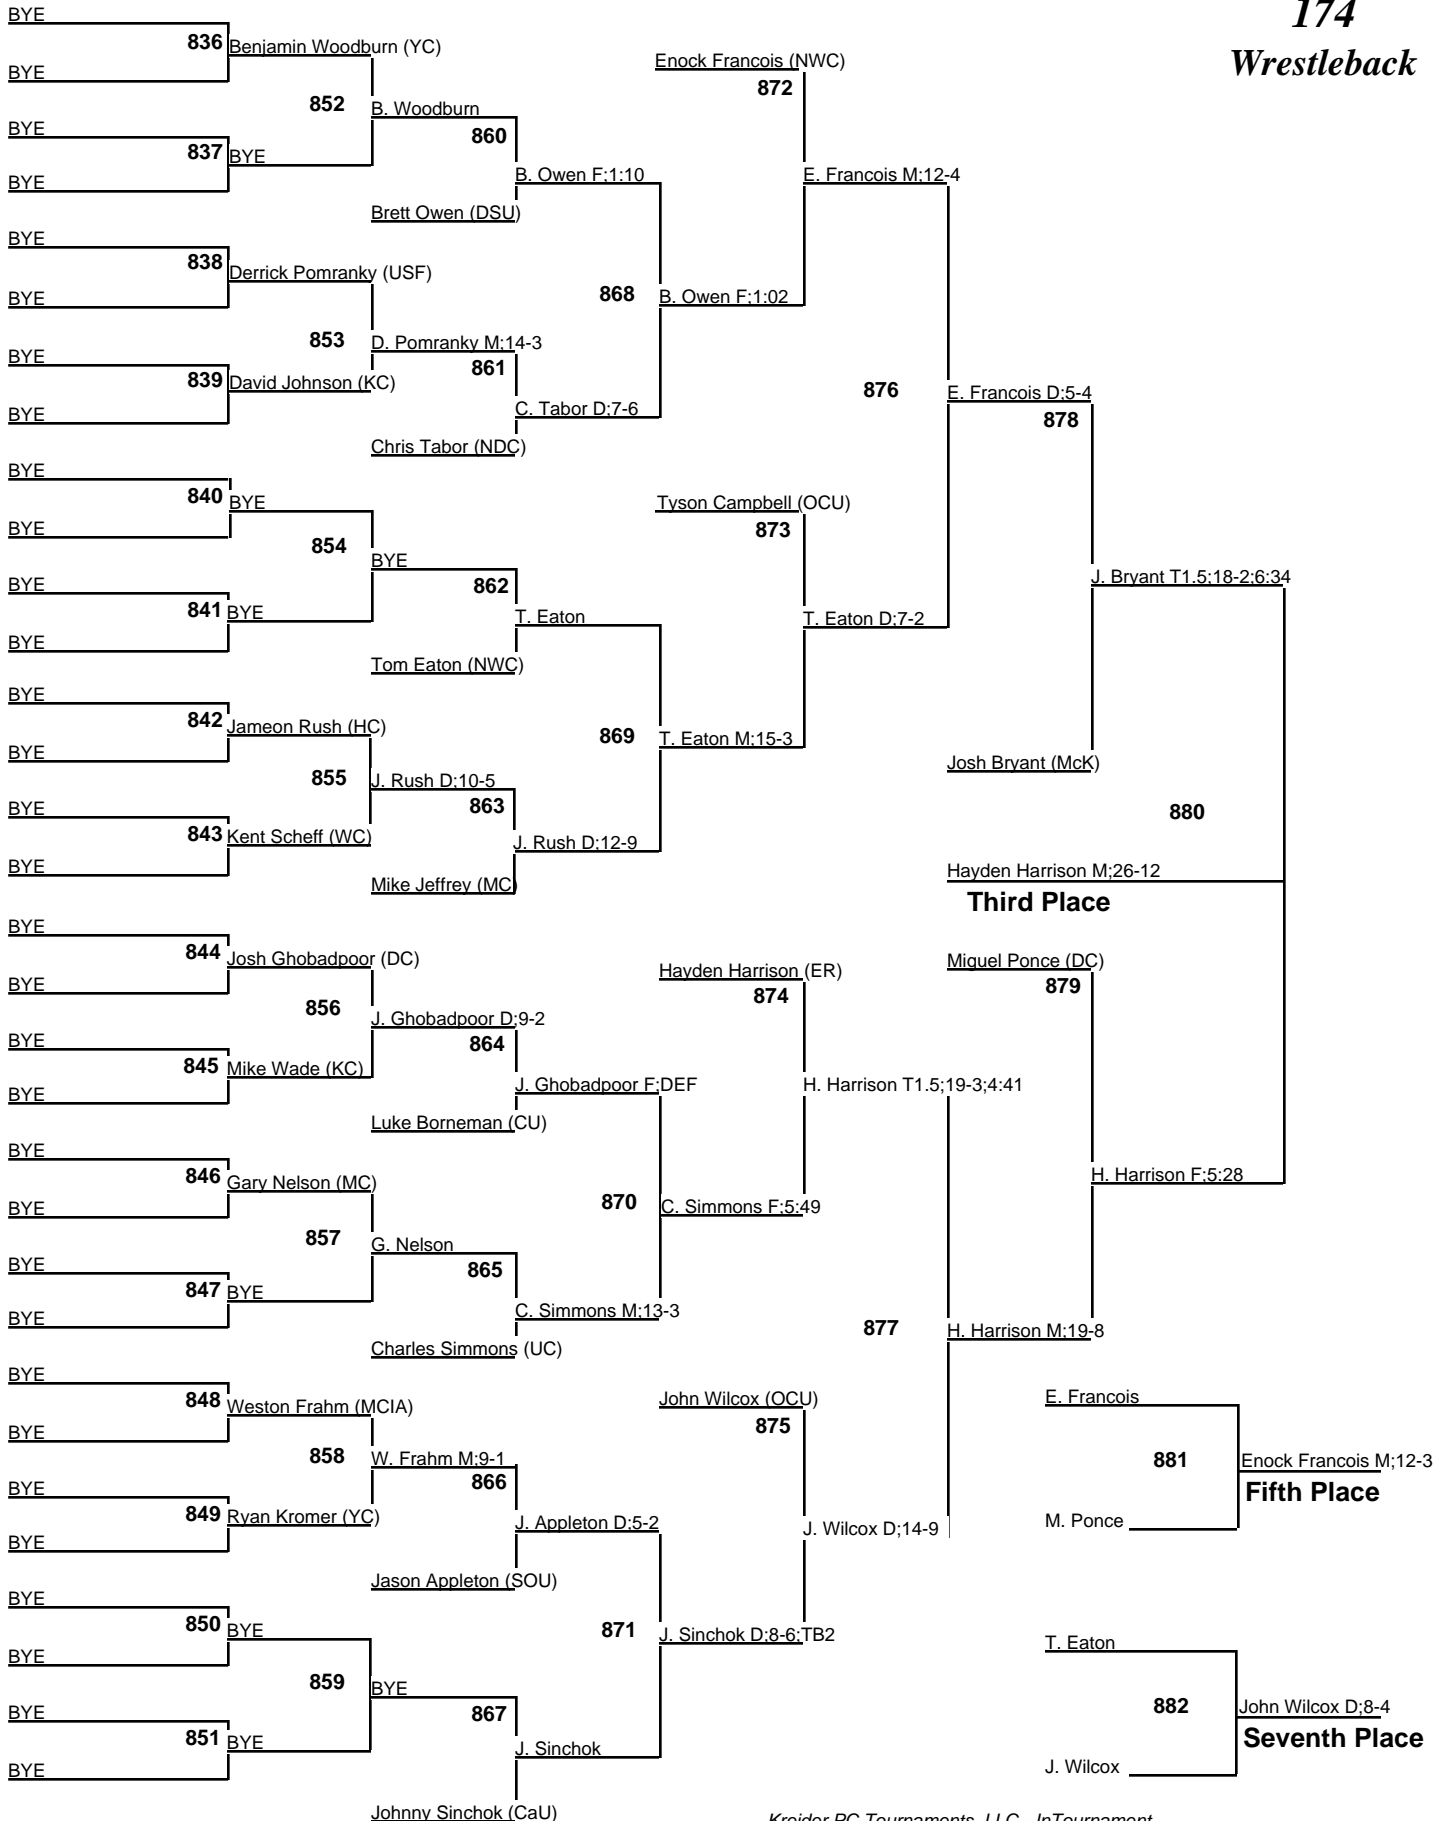 BYE
174
836 Benjamin Woodburn (YC)
Enock Francois (NWC)
Wrestleback
BYE
872
852 B. Woodburn
BYE
860
837 BYE
B. Owen F;1:10
E. Francois M;12-4
BYE
Brett Owen (DSU)
BYE
838 Derrick Pomranky (USF)
BYE
868 B. Owen F;1:02
853 D. Pomranky M;14-3
BYE
861
839 David Johnson (KC)
876 E. Francois D;5-4
BYE
C. Tabor D;7-6
878
Chris Tabor (NDC)
BYE
840 BYE
Tyson Campbell (OCU)
BYE
873
854 BYE
BYE
862
J. Bryant T1.5;18-2;6:34
841 BYE
T. Eaton
T. Eaton D;7-2
BYE
Tom Eaton (NWC)
BYE
842 Jameon Rush (HC)
BYE
869 T. Eaton M;15-3
855 J. Rush D;10-5
Josh Bryant (McK)
BYE
863
880
843 Kent Scheff (WC)
J. Rush D;12-9
BYE
Mike Jeffrey (MC)
Hayden Harrison M;26-12
Third Place
BYE
844 Josh Ghobadpoor (DC)
Hayden Harrison (ER)
Miguel Ponce (DC)
BYE
874
879
856 J. Ghobadpoor D;9-2
BYE
864
845 Mike Wade (KC)
J. Ghobadpoor F;DEF
H. Harrison T1.5;19-3;4:41
BYE
Luke Borneman (CU)
BYE
846 Gary Nelson (MC)
H. Harrison F;5:28
BYE
870 C. Simmons F;5:49
857 G. Nelson
BYE
865
847 BYE
C. Simmons M;13-3
BYE
877 H. Harrison M;19-8
Charles Simmons (UC)
BYE
848 Weston Frahm (MCIA)
John Wilcox (OCU)
E. Francois
BYE
875
858 W. Frahm M;9-1
881 Enock Francois M;12-3
BYE
866
Fifth Place
849 Ryan Kromer (YC)
J. Appleton D;5-2
J. Wilcox D;14-9
M. Ponce
BYE
Jason Appleton (SOU)
BYE
850 BYE
871 J. Sinchok D;8-6;TB2
BYE
T. Eaton
859 BYE
BYE
867
882 John Wilcox D;8-4
851 BYE
J. Sinchok
Seventh Place
BYE
J. Wilcox
Johnny Sinchok (CaU)
Kreider PC Tournaments, LLC - InTournament